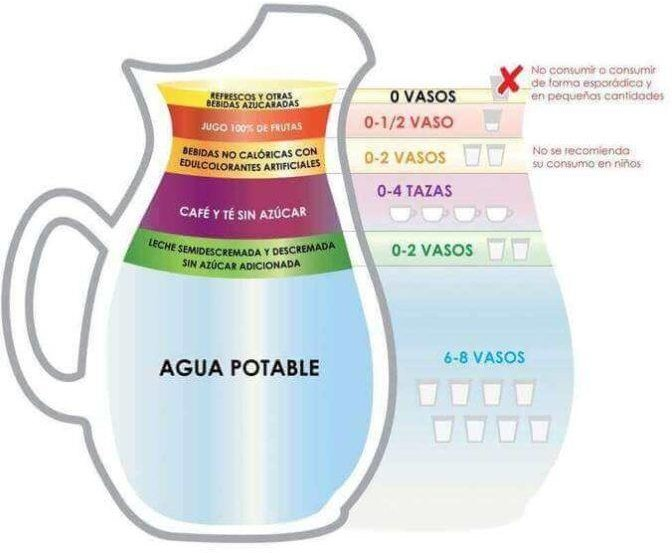 REFRESCOS Y OTRAS
BEBIDAS AZUCARADAS
0 VASOS
No consumir o consumir
de forma esporádica y
en pequeñas cantidades
JUGO 100% DE FRUTAS
0-1/2 VASO
BEBIDAS NO CALÓRICAS CON
EDULCOLORANTES ARTIFICIALES
0-2 VASOS
No se recomienda
su consumo en niños
CAFÉ Y TÉ SIN AZÚCAR
0-4 TAZAS
LECHE SEMIDESCREMADA Y DESCREMADA
SIN AZÚCAR ADICIONADA
0-2 VASOS
AGUA POTABLE
6-8 VASOS